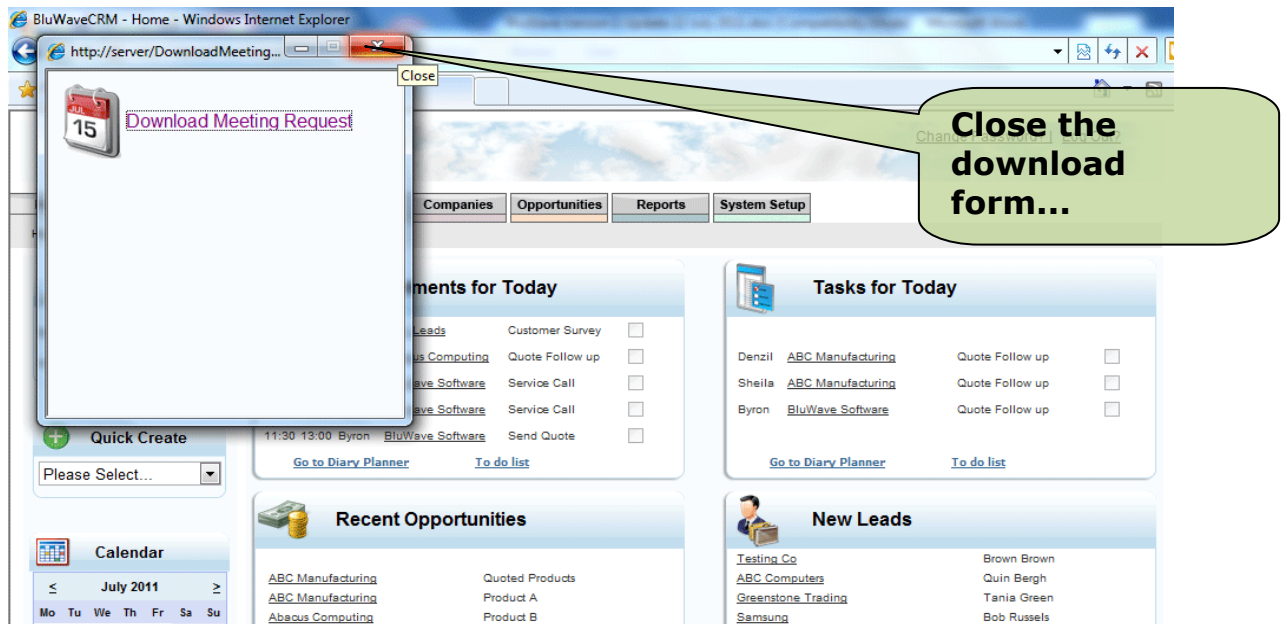 BluWaveCRM - Home - Windows Internet Explorer
http://server/DownloadMeeting...
Close
JUL
15
Download Meeting Request
Close the
download
form...
Companies Opportunities Reports System Setup
ments for Today
Leads Customer Survey
us Computing Quote Follow up
ave Software Service Call
ave Software Service Call
11:30 13:00 Byron BluWave Software Send Quote
Go to Diary Planner To do list
Tasks for Today
Denzil ABC Manufacturing Quote Follow up
Sheila ABC Manufacturing Quote Follow up
Byron BluWave Software Quote Follow up
Go to Diary Planner To do list
Quick Create
Please Select...
Calendar
< July 2011 >
Mo Tu We Th Fr Sa Su
Recent Opportunities
ABC Manufacturing Quoted Products
ABC Manufacturing Product A
Abacus Computing Product B
New Leads
Testing Co Brown Brown
ABC Computers Quin Bergh
Greenstone Trading Tania Green
Samsung Bob Russels